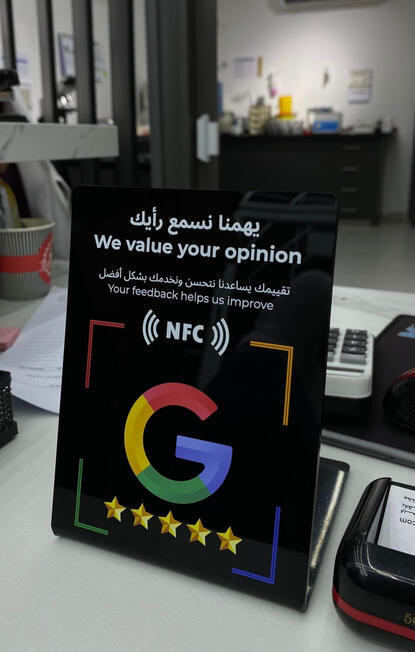 يهمنا نسمع رأيك
We value your opinion
تقييمك يساعدنا نتحسن ونخدمك بشكل أفضل
Your feedback helps us improve
NFC
G